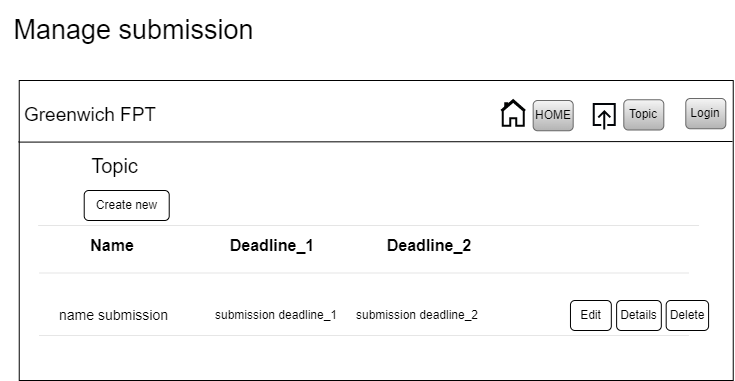 Manage submission
Greenwich FPT HOME Topic Login
Topic
Create new
Name Deadline_1 Deadline_2
name submission submission deadline_1 submission deadline_2 Edit Details Delete